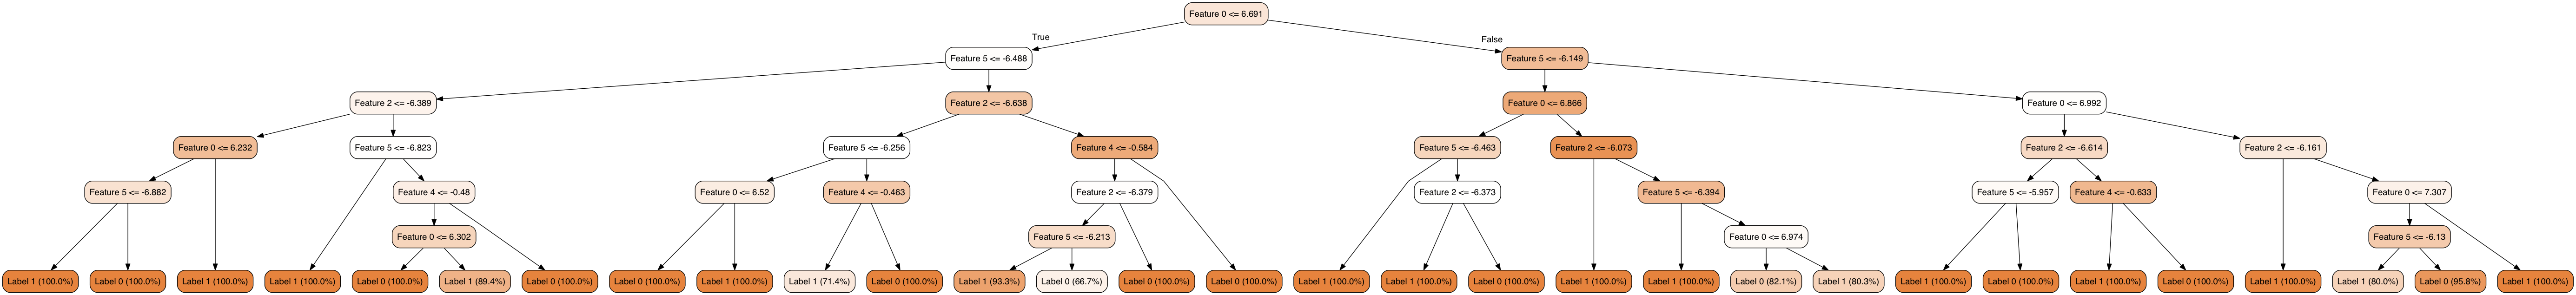 Feature 0 <= 6.691
True
False
Feature 5 <= -6.488
Feature 5 <= -6.149
Feature 2 <= -6.389
Feature 2 <= -6.638
Feature 0 <= 6.866
Feature 0 <= 6.992
Feature 0 <= 6.232
Feature 5 <= -6.823
Feature 5 <= -6.256
Feature 4 <= -0.584
Feature 5 <= -6.463
Feature 2 <= -6.073
Feature 2 <= -6.614
Feature 2 <= -6.161
Feature 5 <= -6.882
Feature 4 <= -0.48
Feature 0 <= 6.52
Feature 4 <= -0.463
Feature 2 <= -6.379
Feature 2 <= -6.373
Feature 5 <= -6.394
Feature 5 <= -5.957
Feature 4 <= -0.633
Feature 0 <= 7.307
Feature 0 <= 6.302
Feature 5 <= -6.213
Feature 0 <= 6.974
Feature 5 <= -6.13
Label 1 (100.0%)
Label 0 (100.0%)
Label 1 (100.0%)
Label 1 (100.0%)
Label 0 (100.0%)
Label 1 (89.4%)
Label 0 (100.0%)
Label 0 (100.0%)
Label 1 (100.0%)
Label 1 (71.4%)
Label 0 (100.0%)
Label 1 (93.3%)
Label 0 (66.7%)
Label 0 (100.0%)
Label 0 (100.0%)
Label 1 (100.0%)
Label 1 (100.0%)
Label 0 (100.0%)
Label 1 (100.0%)
Label 1 (100.0%)
Label 0 (82.1%)
Label 1 (80.3%)
Label 1 (100.0%)
Label 0 (100.0%)
Label 1 (100.0%)
Label 0 (100.0%)
Label 1 (100.0%)
Label 1 (80.0%)
Label 0 (95.8%)
Label 1 (100.0%)